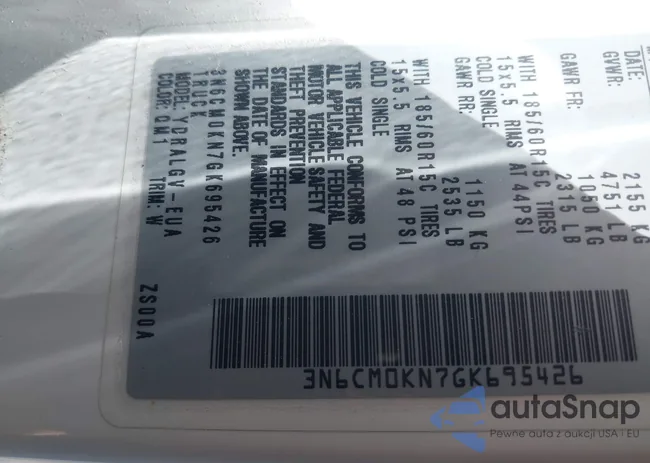 DATE:
GVWR: 2155 KG
4751 LB
GAWR FR: 1050 KG
2315 LB
WITH 185/60R15C TIRES
15x5.5 RIMS AT 44PSI
COLD SINGLE
GAWR RR: 1150 KG
2535 LB
WITH 185/60R15C TIRES
15x5.5 RIMS AT 48 PSI
COLD SINGLE
THIS VEHICLE CONFORMS TO
ALL APPLICABLE FEDERAL
MOTOR VEHICLE SAFETY AND
THEFT PREVENTION
STANDARDS IN EFFECT ON
THE DATE OF MANUFACTURE
SHOWN ABOVE.
3N6CM0KN7GK695426
TRUCK
MODEL: YDRALGV-EUA
COLOR: QM1 TRIM: W
ZS00A
3N6CM0KN7GK695426
autaSnap
Pewne auta z aukcji USA i EU